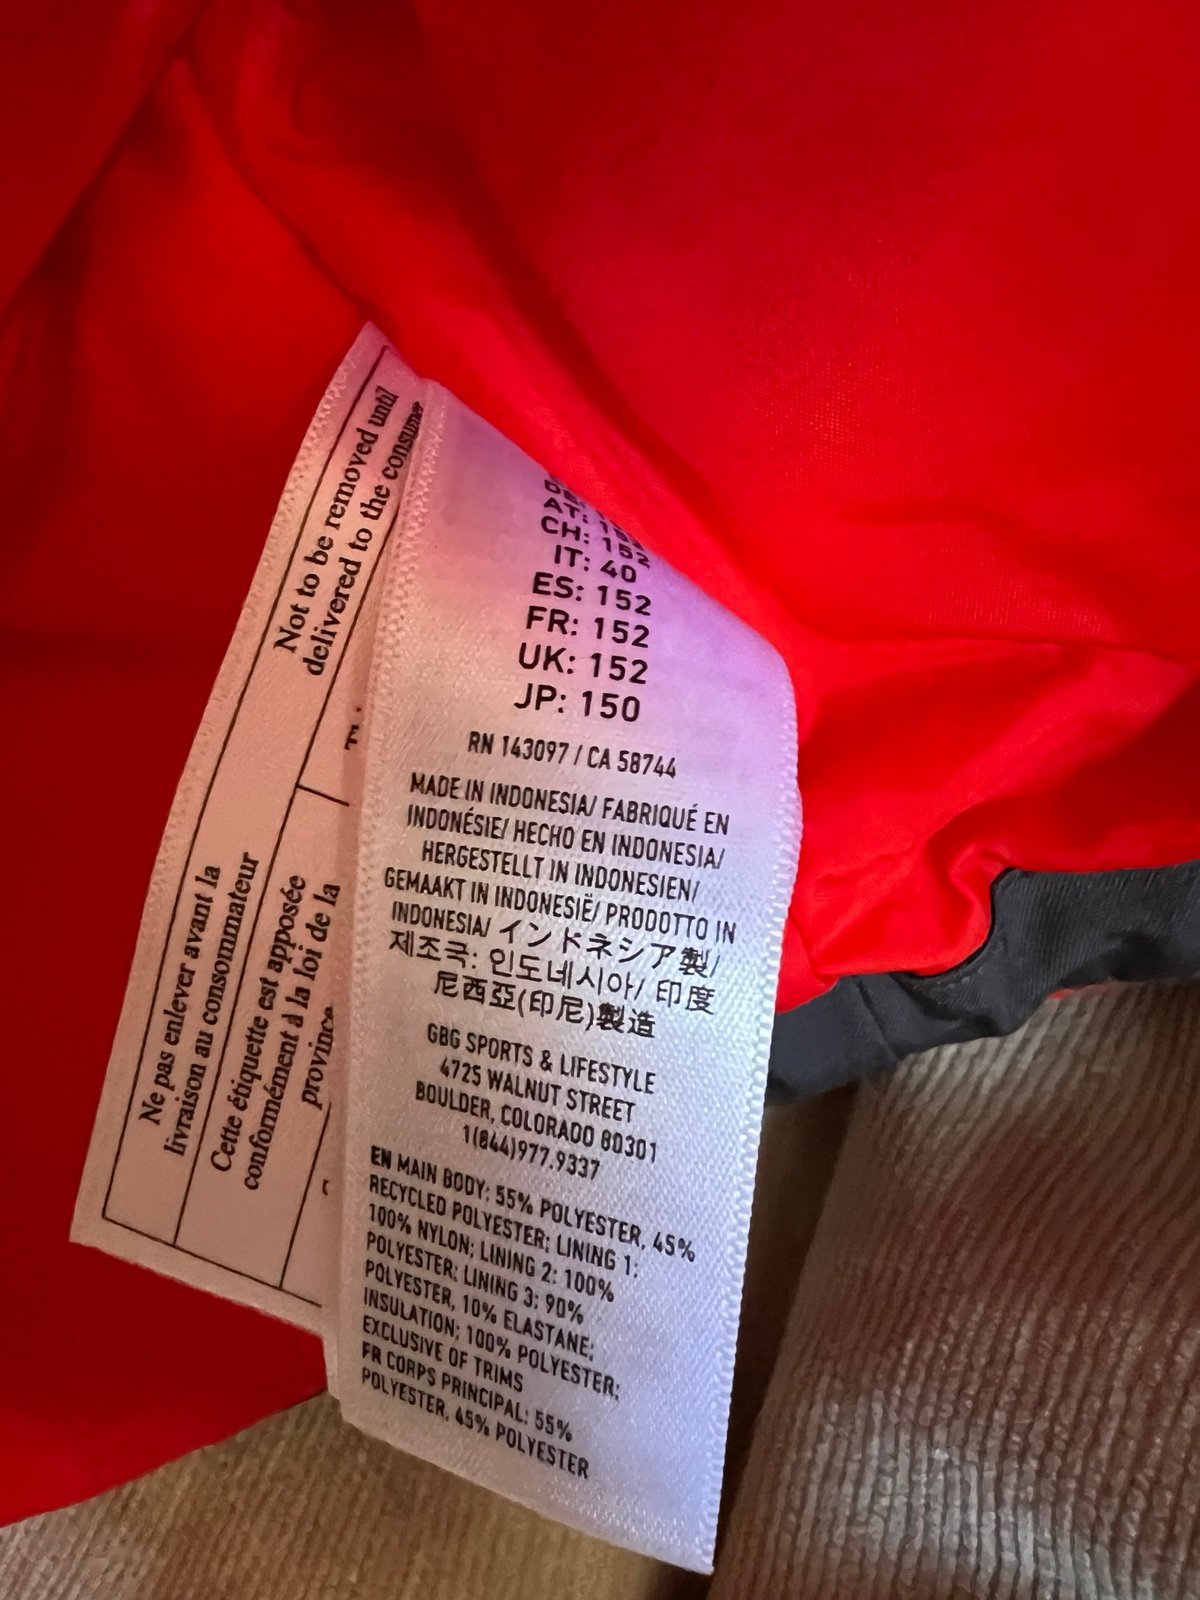 Not to be removed until
delivered to the consumer
Ne pas enlever avant la
livraison au consommateur
Cette étiquette est apposée
conformément à la loi de la
province
AT: 152
CH: 152
IT: 40
ES: 152
FR: 152
UK: 152
JP: 150
RN 143097 / CA 58744
MADE IN INDONESIA/ FABRIQUÉ EN
INDONÉSIE/ HECHO EN INDONESIA/
HERGESTELLT IN INDONESIEN/
GEMAAKT IN INDONESIË/ PRODOTTO IN
INDONESIA/ インドネシア製/
제조국: 인도네시아/ 印度
尼西亞(印尼)製造
GBG SPORTS & LIFESTYLE
4725 WALNUT STREET
BOULDER, COLORADO 80301
1(844)977.9337
EN MAIN BODY: 55% POLYESTER, 45%
RECYCLED POLYESTER; LINING 1:
100% NYLON; LINING 2: 100%
POLYESTER; LINING 3: 90%
POLYESTER, 10% ELASTANE;
INSULATION: 100% POLYESTER;
EXCLUSIVE OF TRIMS
FR CORPS PRINCIPAL: 55%
POLYESTER, 45% POLYESTER